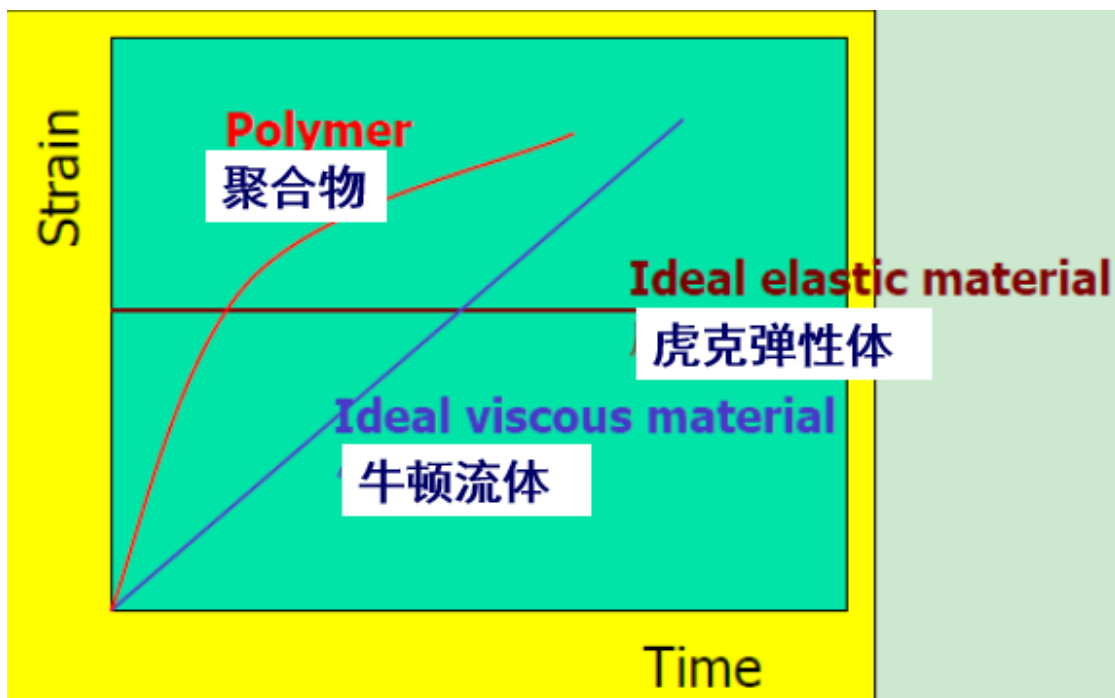 Strain
Polymer
聚合物
Ideal elastic material
虎克弹性体
Ideal viscous material
牛顿流体
Time